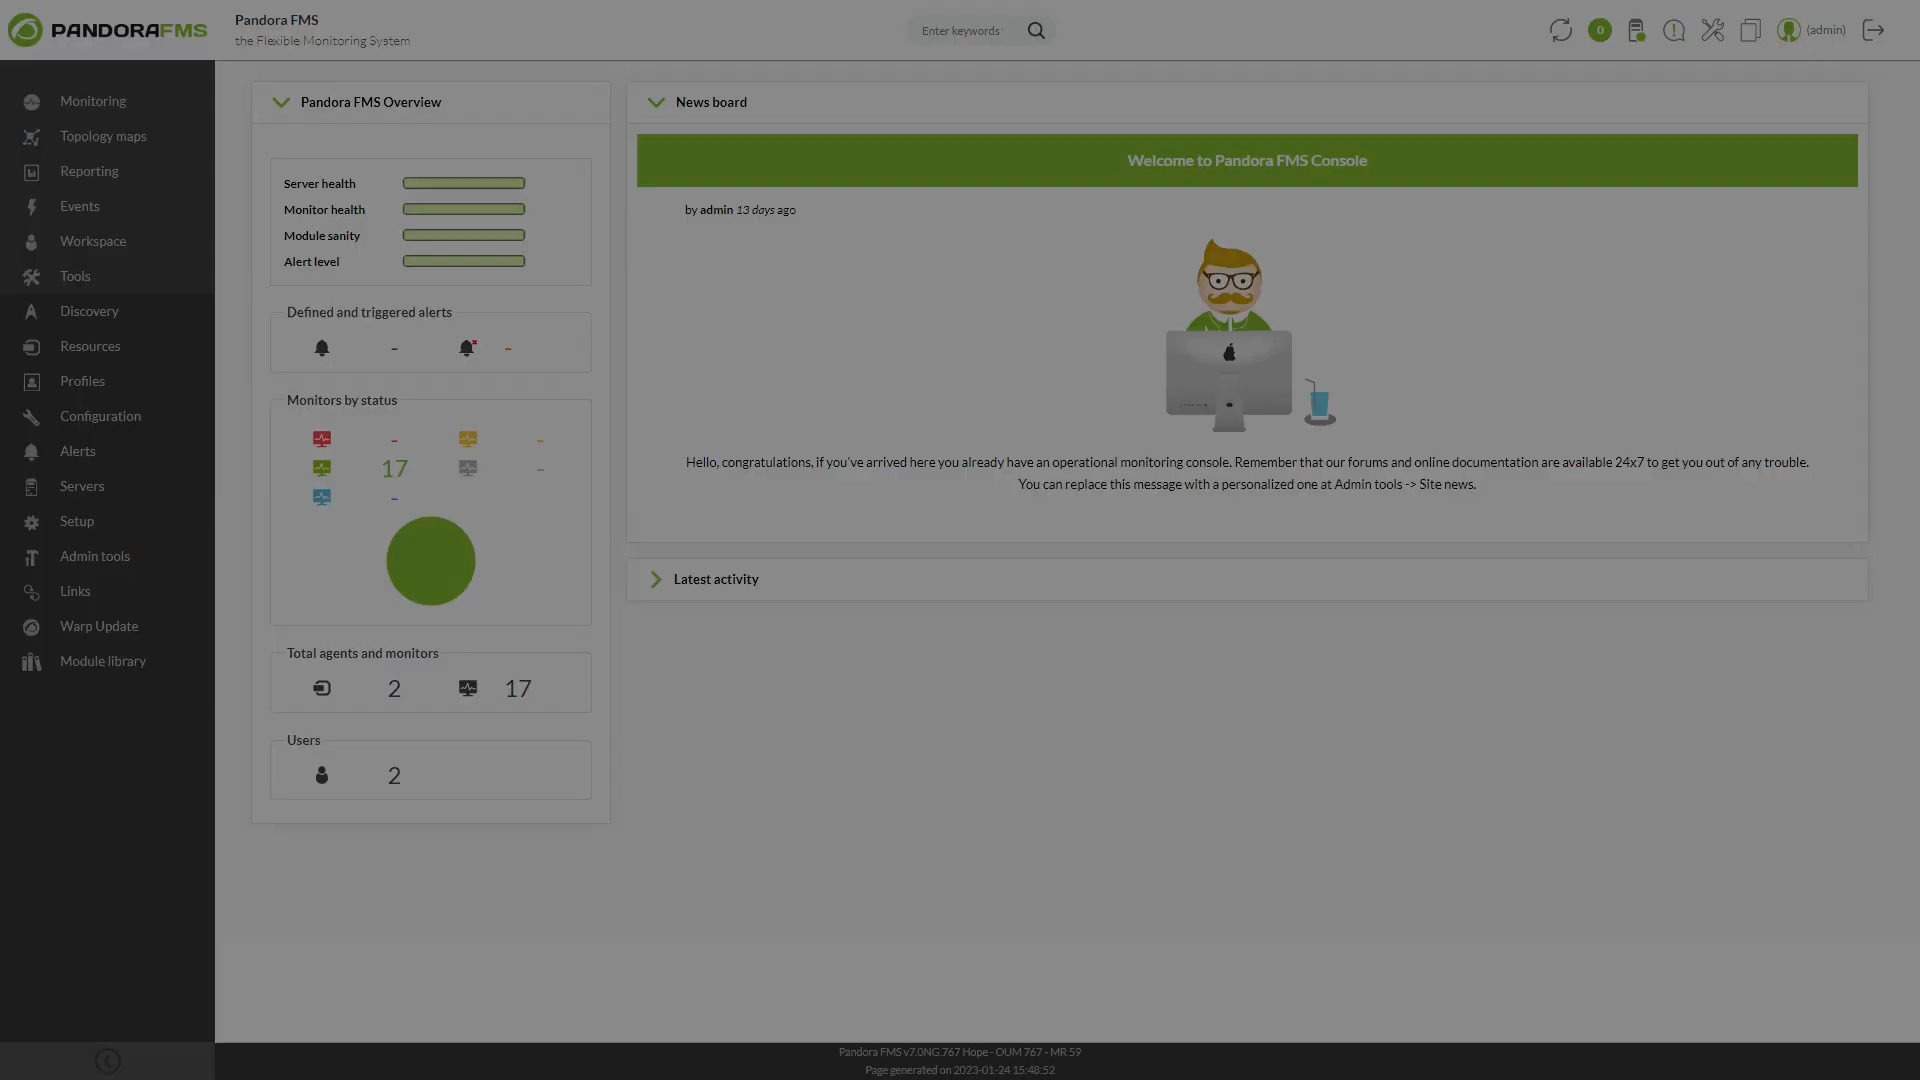 PANDORAFMS
Pandora FMS
the Flexible Monitoring System
Enter keywords
0
(admin)
Monitoring
Topology maps
Reporting
Events
Workspace
Tools
Discovery
Resources
Profiles
Configuration
Alerts
Servers
Setup
Admin tools
Links
Warp Update
Module library
Pandora FMS Overview
Server health
Monitor health
Module sanity
Alert level
Defined and triggered alerts
- -
Monitors by status
- -
17 -
-
Total agents and monitors
2 17
Users
2
News board
Welcome to Pandora FMS Console
by admin 13 days ago
Hello, congratulations, if you've arrived here you already have an operational monitoring console. Remember that our forums and online documentation are available 24x7 to get you out of any trouble.
You can replace this message with a personalized one at Admin tools -> Site news.
Latest activity
Pandora FMS v7.0NG.767 Hope - OUM 767 - MR 59
Page generated on 2023-01-24 15:48:52